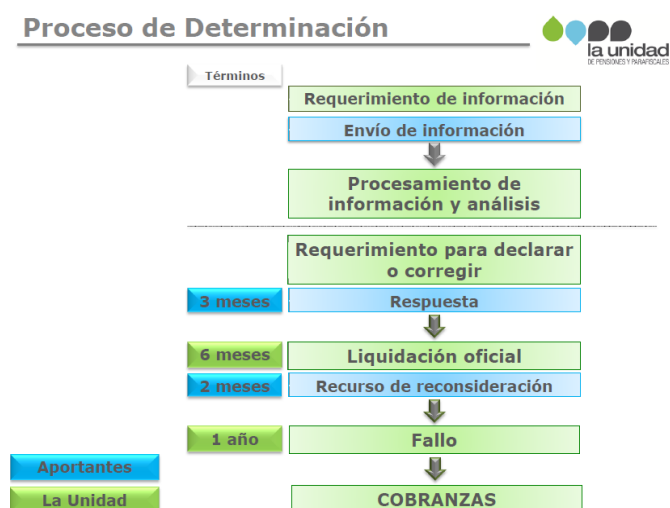 Proceso de Determinación
la unidad
DE PENSIONES Y PARAFISCALES
Términos
Requerimiento de información
Envío de información
Procesamiento de
información y análisis
Requerimiento para declarar
o corregir
3 meses
Respuesta
6 meses
Liquidación oficial
2 meses
Recurso de reconsideración
1 año
Fallo
Aportantes
La Unidad
COBRANZAS